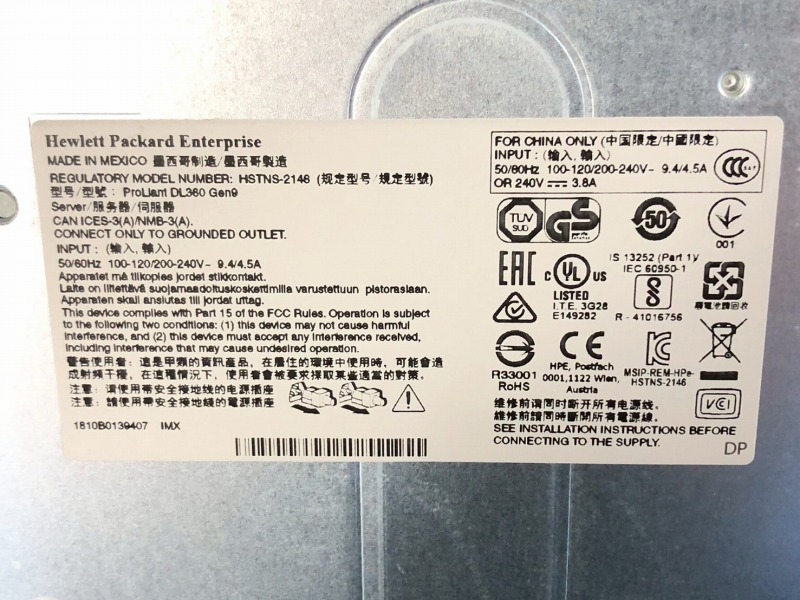 Hewlett Packard Enterprise
MADE IN MEXICO 墨西哥制造/墨西哥製造
REGULATORY MODEL NUMBER: HSTNS-2146 (规定型号/規定型號)
型号/型號: ProLiant DL360 Gen9
Server/服务器/伺服器
CAN ICES-3(A)/NMB-3(A).
CONNECT ONLY TO GROUNDED OUTLET.
INPUT: (输入, 輸入)
50/60Hz 100-120/200-240V~ 9.4/4.5A
Apparatet må tilkoples jordet stikkontakt.
Laite on liitettävä suojamaadoituskoskettimilla varustettuun pistorasiaan.
Apparaten skall anslutas till jordat uttag.
This device complies with Part 15 of the FCC Rules. Operation is subject
to the following two conditions: (1) this device may not cause harmful
interference, and (2) this device must accept any interference received,
including interference that may cause undesired operation.
警告使用者: 這是甲類的資訊產品, 在居住的環境中使用時, 可能會造
成射頻干擾, 在這種情況下, 使用者會被要求採取某些適當的對策.
注意: 请使用带安全接地线的电源插座
注意: 請使用帶安全接地線的電源插座
1810B0139407 IMX
FOR CHINA ONLY (中国限定/中國限定)
INPUT: (输入, 輸入)
50/60Hz 100-120/200-240V~ 9.4/4.5A
OR 240V 3.8A
CCC
TUV
SUD
GS
50
001
EAC
c UL US
LISTED
I.T.E. 3G28
E149282
IS 13252 (Part 1)/
IEC 60950-1
R - 41016756
廢電池請回收
R33001
RoHS
CE
HPE, Postfach
0001,1122 Wien,
Austria
MSIP-REM-HPe-
HSTNS-2146
维修前请同时断开所有电源线.
維修前請同時斷開所有電源線.
SEE INSTALLATION INSTRUCTIONS BEFORE
CONNECTING TO THE SUPPLY.
VCI
DP